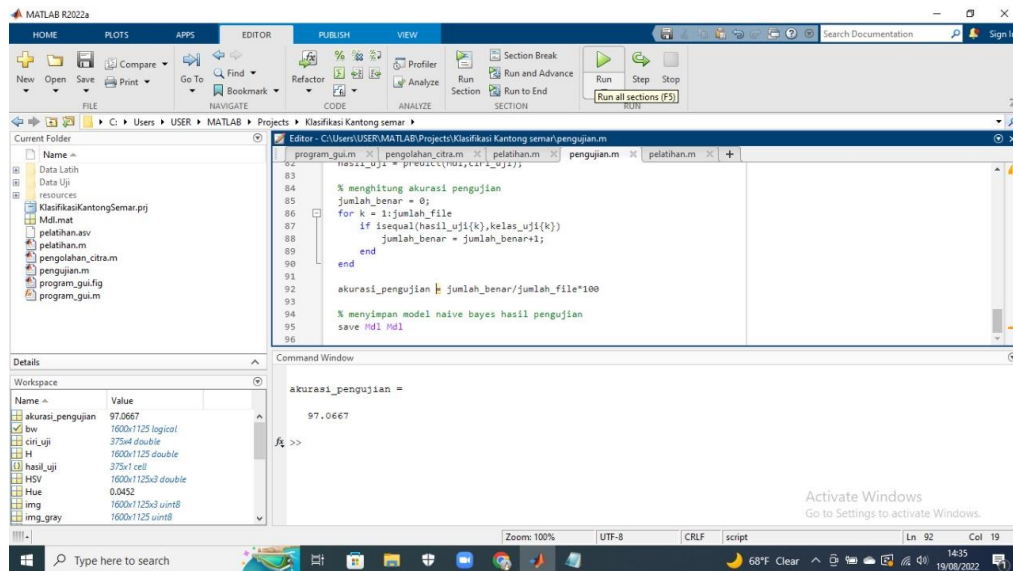 MATLAB R2022a
HOME PLOTS APPS EDITOR PUBLISH VIEW Search Documentation Sign In
New Open Save Compare Print Go To Find Bookmark Refactor Profiler Analyze Run Section Section Break Run and Advance Run to End Run Step Stop
FILE NAVIGATE CODE ANALYZE SECTION RUN
Run all sections (F5)
C: Users USER MATLAB Projects Klasifikasi Kantong semar
Current Folder
Name
Data Latih
Data Uji
resources
KlasifikasiKantongSemar.prj
Mdl.mat
pelatihan.asv
pelatihan.m
pengolahan_citra.m
pengujian.m
program_gui.fig
program_gui.m
Details
Workspace
Name Value
akurasi_pengujian 97.0667
bw 1600x1125 logical
ciri_uji 375x4 double
H 1600x1125 double
hasil_uji 375x1 cell
HSV 1600x1125x3 double
Hue 0.0452
img 1600x1125x3 uint8
img_gray 1600x1125 uint8
Editor - C:\Users\USER\MATLAB\Projects\Klasifikasi Kantong semar\pengujian.m
program_gui.m pengolahan_citra.m pelatihan.m pengujian.m pelatihan.m +
82 hasil_uji = predict(Mdl,ciri_uji);
83
84 % menghitung akurasi pengujian
85 jumlah_benar = 0;
86 for k = 1:jumlah_file
87 if isequal(hasil_uji{k},kelas_uji{k})
88 jumlah_benar = jumlah_benar+1;
89 end
90 end
91
92 akurasi_pengujian = jumlah_benar/jumlah_file*100
93
94 % menyimpan model naive bayes hasil pengujian
95 save Mdl Mdl
96
Command Window
akurasi_pengujian =
97.0667
fx >>
Activate Windows
Go to Settings to activate Windows.
Zoom: 100% UTF-8 CRLF script Ln 92 Col 19
Type here to search
68°F Clear
14:35
19/08/2022